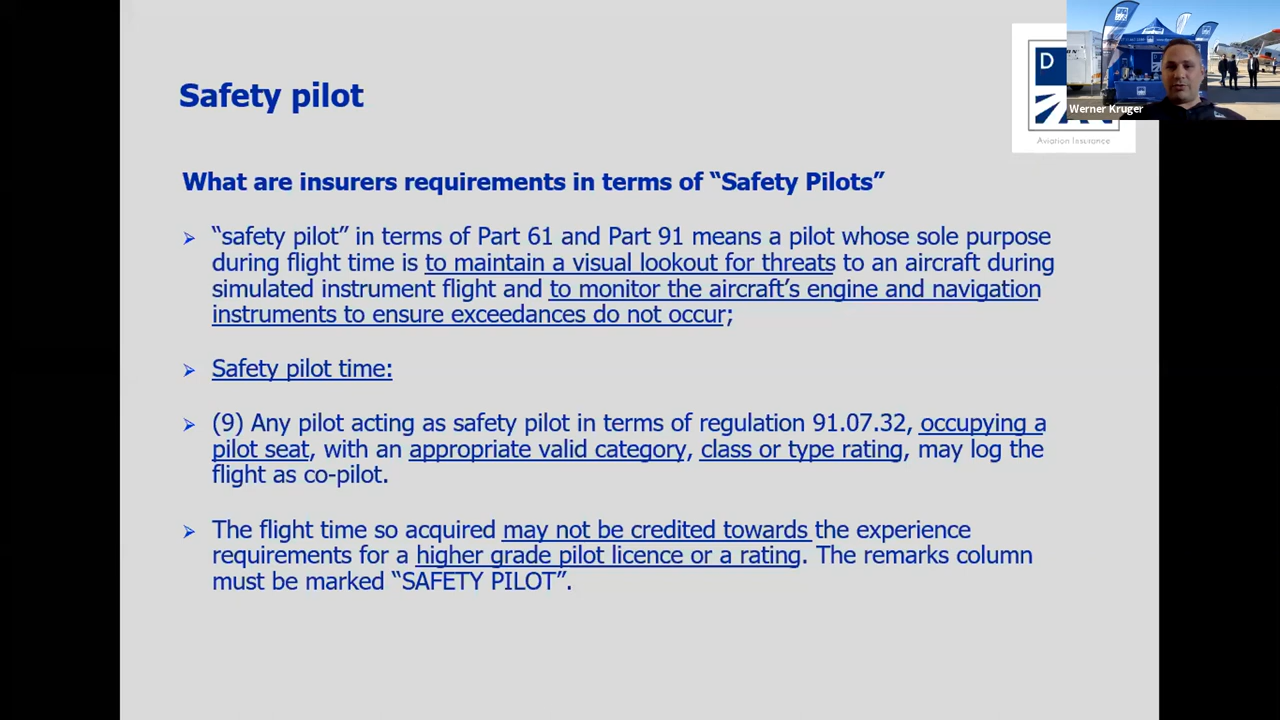 Safety pilot
D
Aviation Insurance
Werner Kruger
What are insurers requirements in terms of “Safety Pilots”
“safety pilot” in terms of Part 61 and Part 91 means a pilot whose sole purpose
during flight time is to maintain a visual lookout for threats to an aircraft during
simulated instrument flight and to monitor the aircraft’s engine and navigation
instruments to ensure exceedances do not occur;
Safety pilot time:
(9) Any pilot acting as safety pilot in terms of regulation 91.07.32, occupying a
pilot seat, with an appropriate valid category, class or type rating, may log the
flight as co-pilot.
The flight time so acquired may not be credited towards the experience
requirements for a higher grade pilot licence or a rating. The remarks column
must be marked “SAFETY PILOT”.